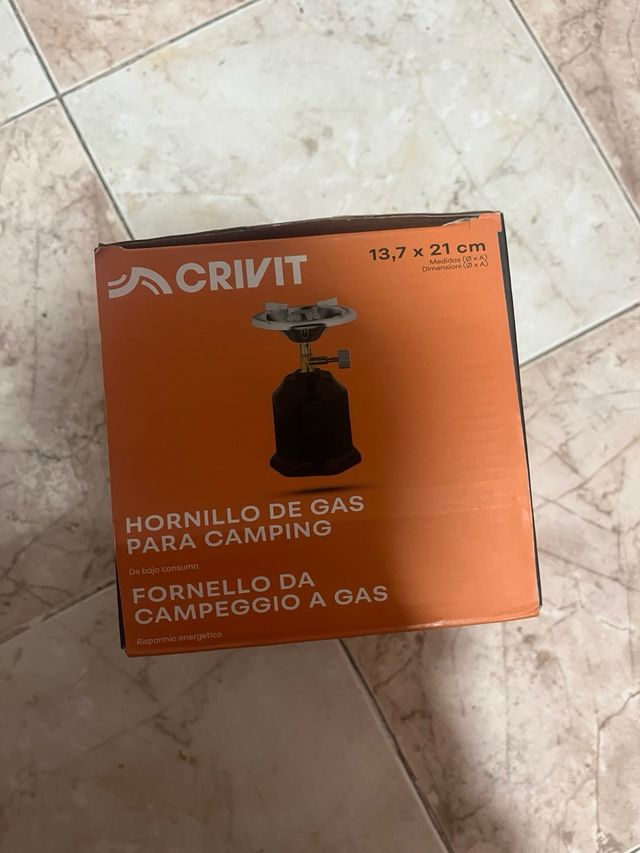 CRIVIT
13,7 x 21 cm
Medidas (Ø x A)
Dimensioni (Ø x A)
HORNILLO DE GAS
PARA CAMPING
De bajo consumo
FORNELLO DA
CAMPEGGIO A GAS
Risparmio energetico